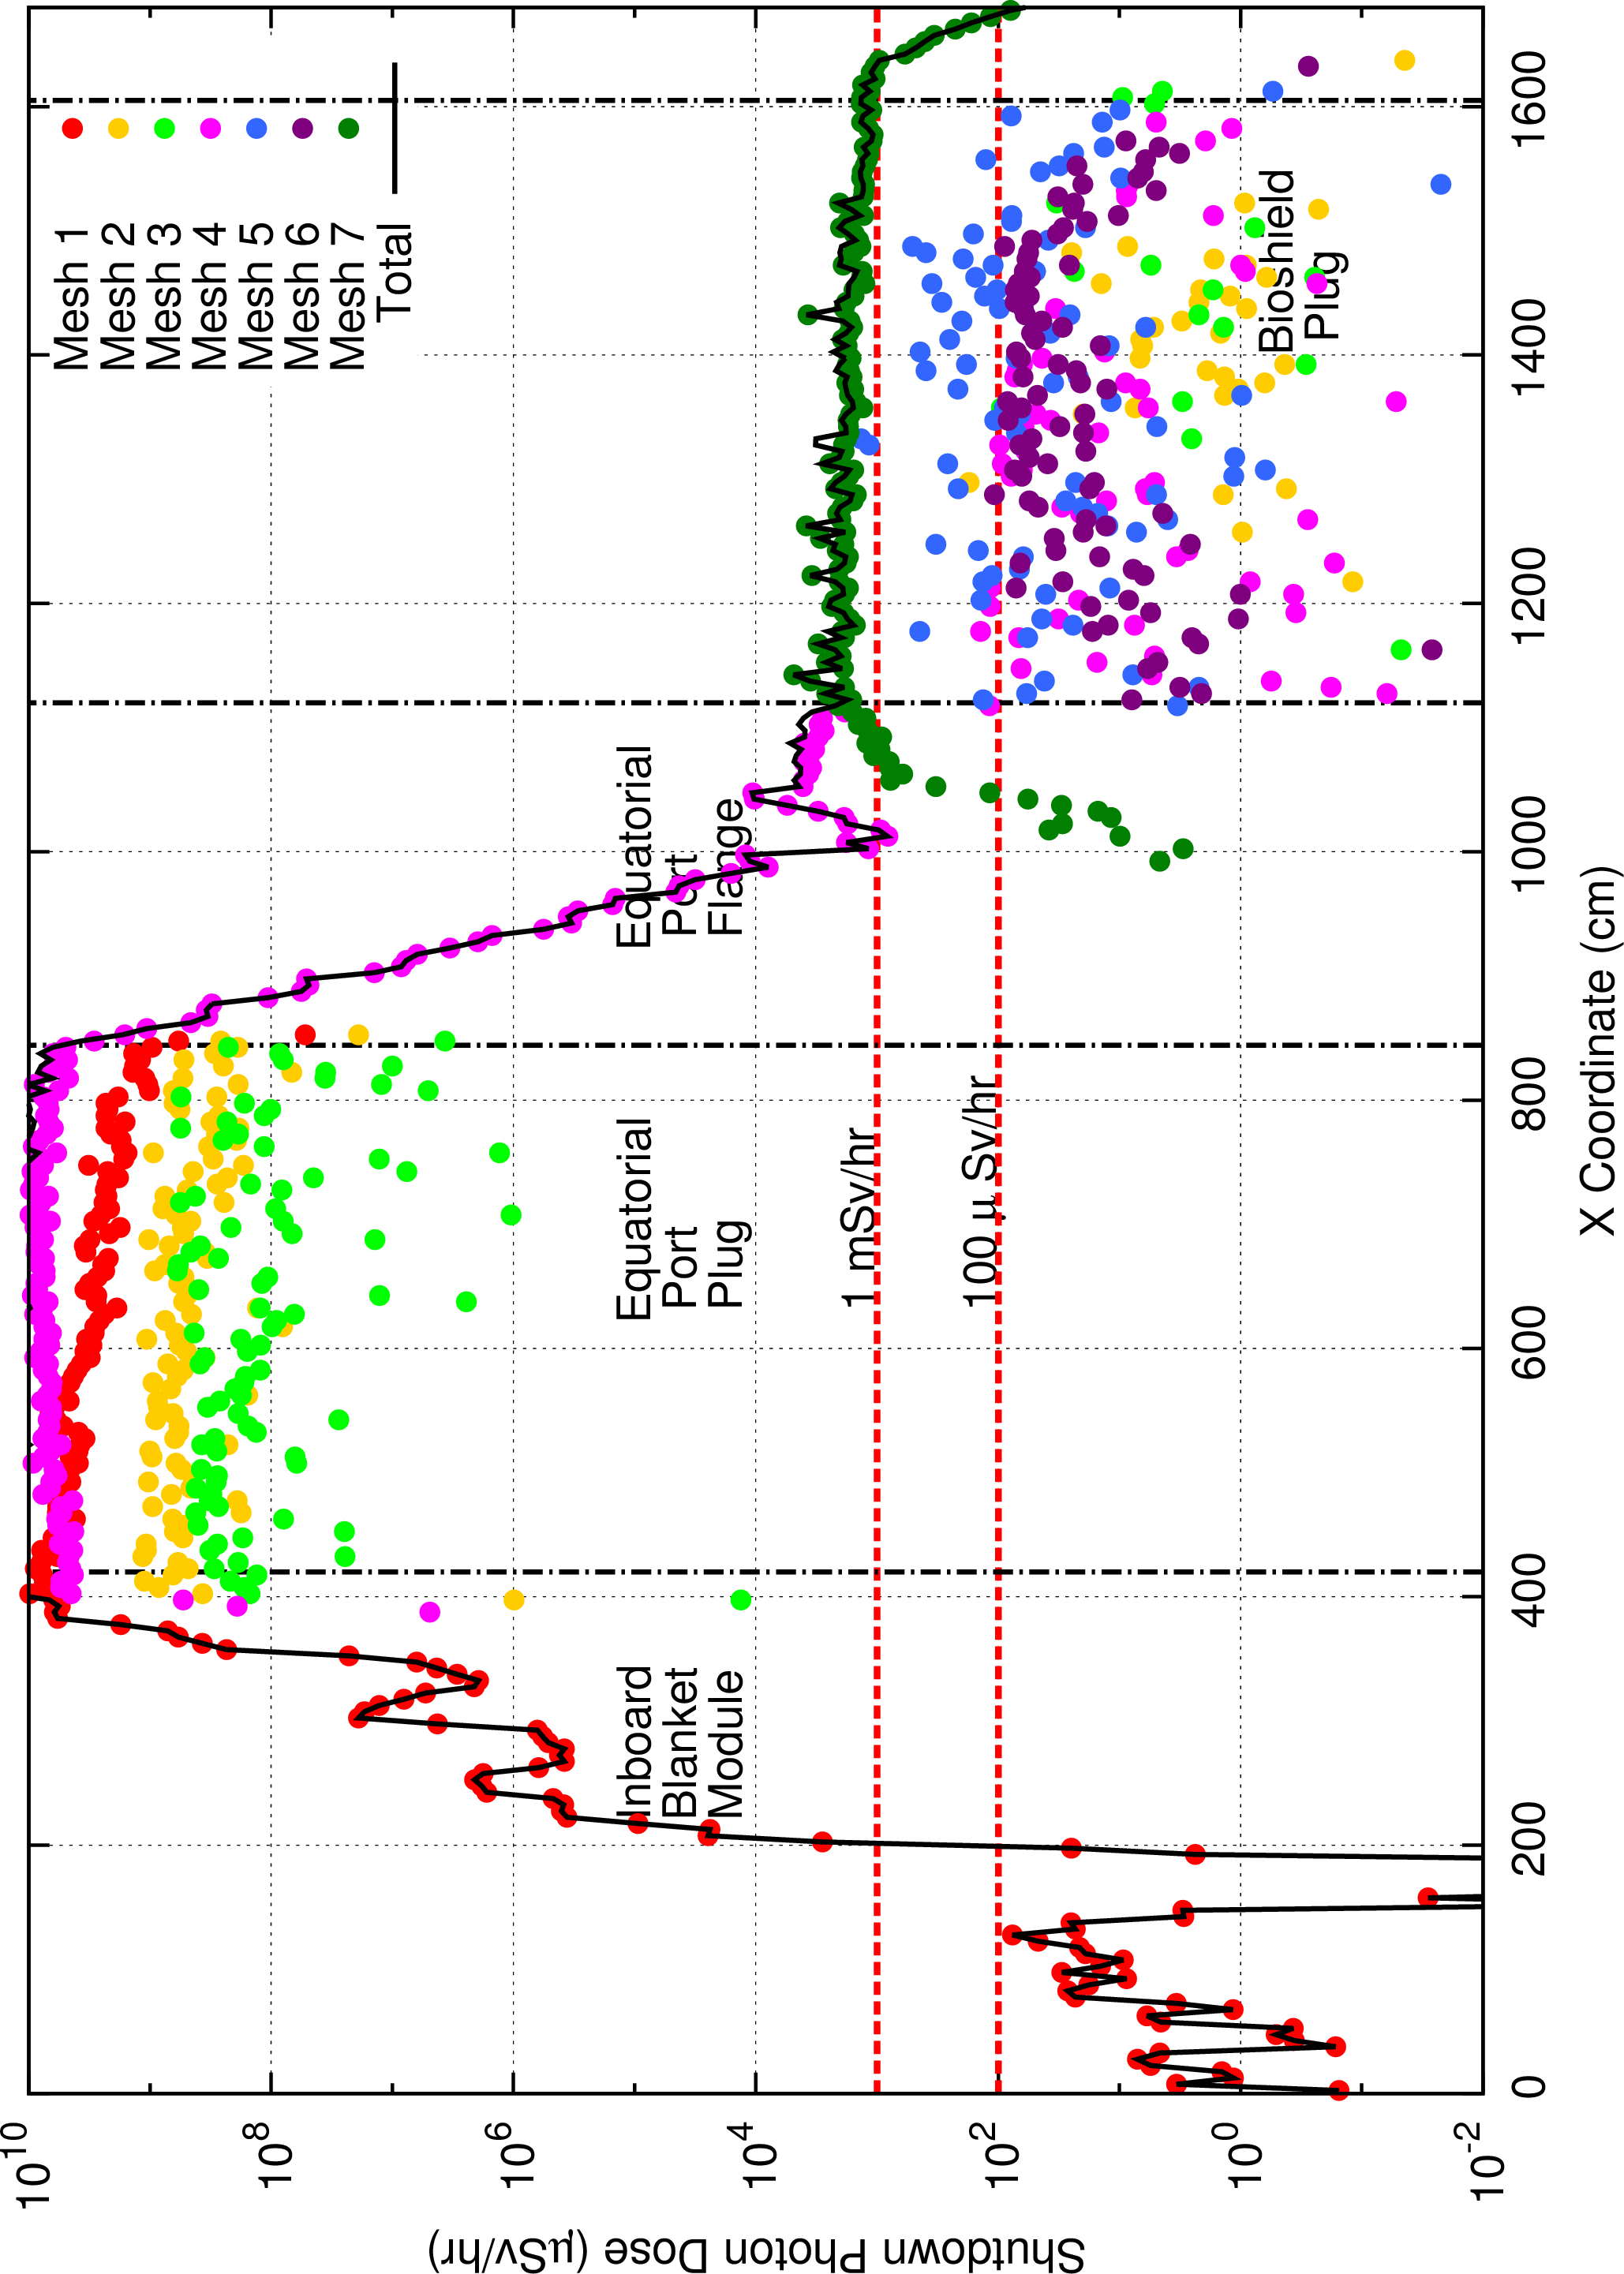 Mesh 1
Mesh 2
Mesh 3
Mesh 4
Mesh 5
Mesh 6
Mesh 7
Total
Inboard
Blanket
Module
Equatorial
Port
Plug
Equatorial
Port
Flange
Bioshield
Plug
1 mSv/hr
100 μ Sv/hr
10^10
10^8
10^6
10^4
10^2
10^0
10^-2
Shutdown Photon Dose (μSv/hr)
0 200 400 600 800 1000 1200 1400 1600
X Coordinate (cm)